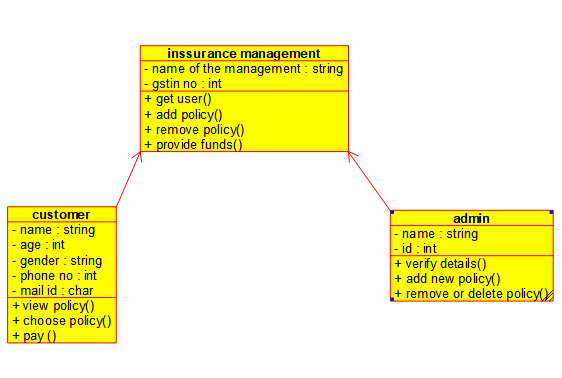 inssurance management
- name of the management : string
- gstin no : int
+ get user()
+ add policy()
+ remove policy()
+ provide funds()
customer
- name : string
- age : int
- gender : string
- phone no : int
- mail id : char
+ view policy()
+ choose policy()
+ pay ()
admin
- name : string
- id : int
+ verify details()
+ add new policy()
+ remove or delete policy()